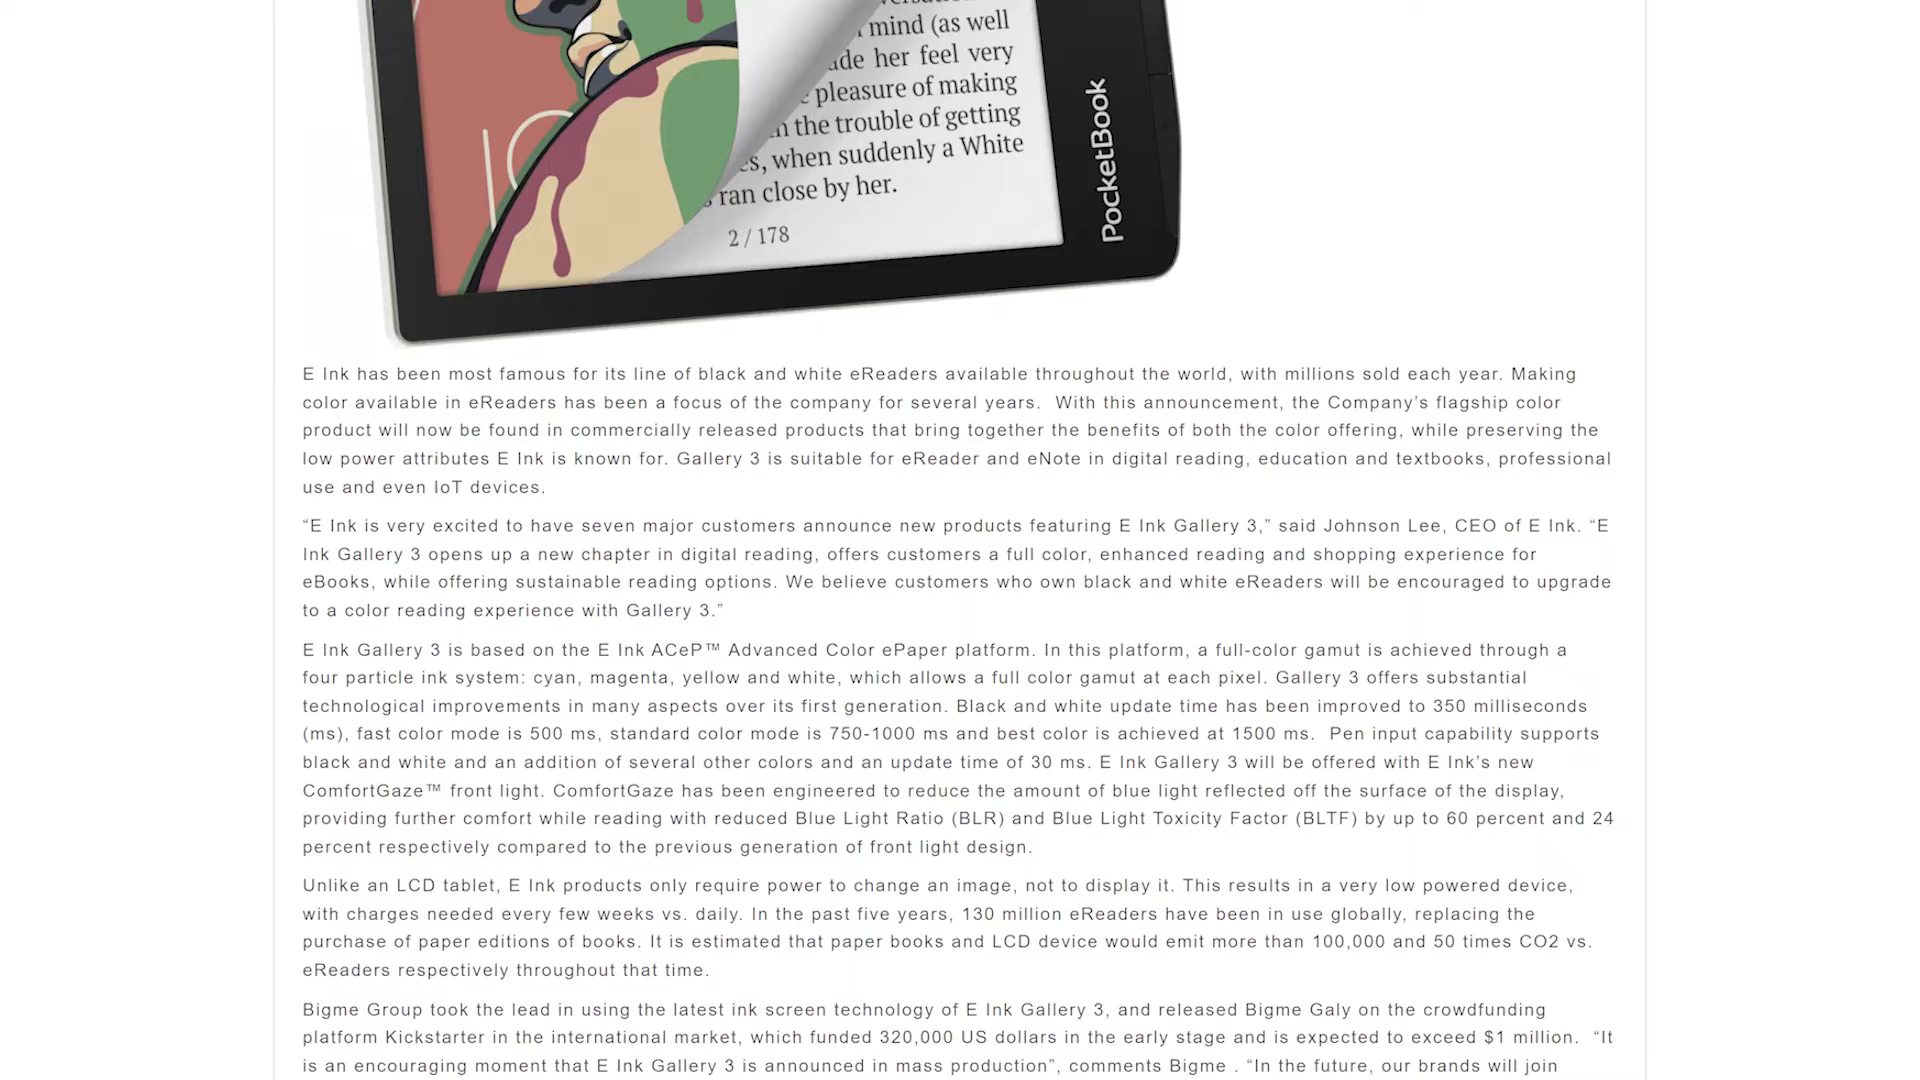 mind (as well
her feel very
pleasure of making
the trouble of getting
when suddenly a White
ran close by her.
2 / 178
PocketBook
E Ink has been most famous for its line of black and white eReaders available throughout the world, with millions sold each year. Making
color available in eReaders has been a focus of the company for several years.  With this announcement, the Company’s flagship color
product will now be found in commercially released products that bring together the benefits of both the color offering, while preserving the
low power attributes E Ink is known for. Gallery 3 is suitable for eReader and eNote in digital reading, education and textbooks, professional
use and even IoT devices.
“E Ink is very excited to have seven major customers announce new products featuring E Ink Gallery 3,” said Johnson Lee, CEO of E Ink. “E
Ink Gallery 3 opens up a new chapter in digital reading, offers customers a full color, enhanced reading and shopping experience for
eBooks, while offering sustainable reading options. We believe customers who own black and white eReaders will be encouraged to upgrade
to a color reading experience with Gallery 3.”
E Ink Gallery 3 is based on the E Ink ACeP™ Advanced Color ePaper platform. In this platform, a full-color gamut is achieved through a
four particle ink system: cyan, magenta, yellow and white, which allows a full color gamut at each pixel. Gallery 3 offers substantial
technological improvements in many aspects over its first generation. Black and white update time has been improved to 350 milliseconds
(ms), fast color mode is 500 ms, standard color mode is 750-1000 ms and best color is achieved at 1500 ms.  Pen input capability supports
black and white and an addition of several other colors and an update time of 30 ms. E Ink Gallery 3 will be offered with E Ink’s new
ComfortGaze™ front light. ComfortGaze has been engineered to reduce the amount of blue light reflected off the surface of the display,
providing further comfort while reading with reduced Blue Light Ratio (BLR) and Blue Light Toxicity Factor (BLTF) by up to 60 percent and 24
percent respectively compared to the previous generation of front light design.
Unlike an LCD tablet, E Ink products only require power to change an image, not to display it. This results in a very low powered device,
with charges needed every few weeks vs. daily. In the past five years, 130 million eReaders have been in use globally, replacing the
purchase of paper editions of books. It is estimated that paper books and LCD device would emit more than 100,000 and 50 times CO2 vs.
eReaders respectively throughout that time.
Bigme Group took the lead in using the latest ink screen technology of E Ink Gallery 3, and released Bigme Galy on the crowdfunding
platform Kickstarter in the international market, which funded 320,000 US dollars in the early stage and is expected to exceed $1 million.  “It
is an encouraging moment that E Ink Gallery 3 is announced in mass production”, comments Bigme . “In the future, our brands will join